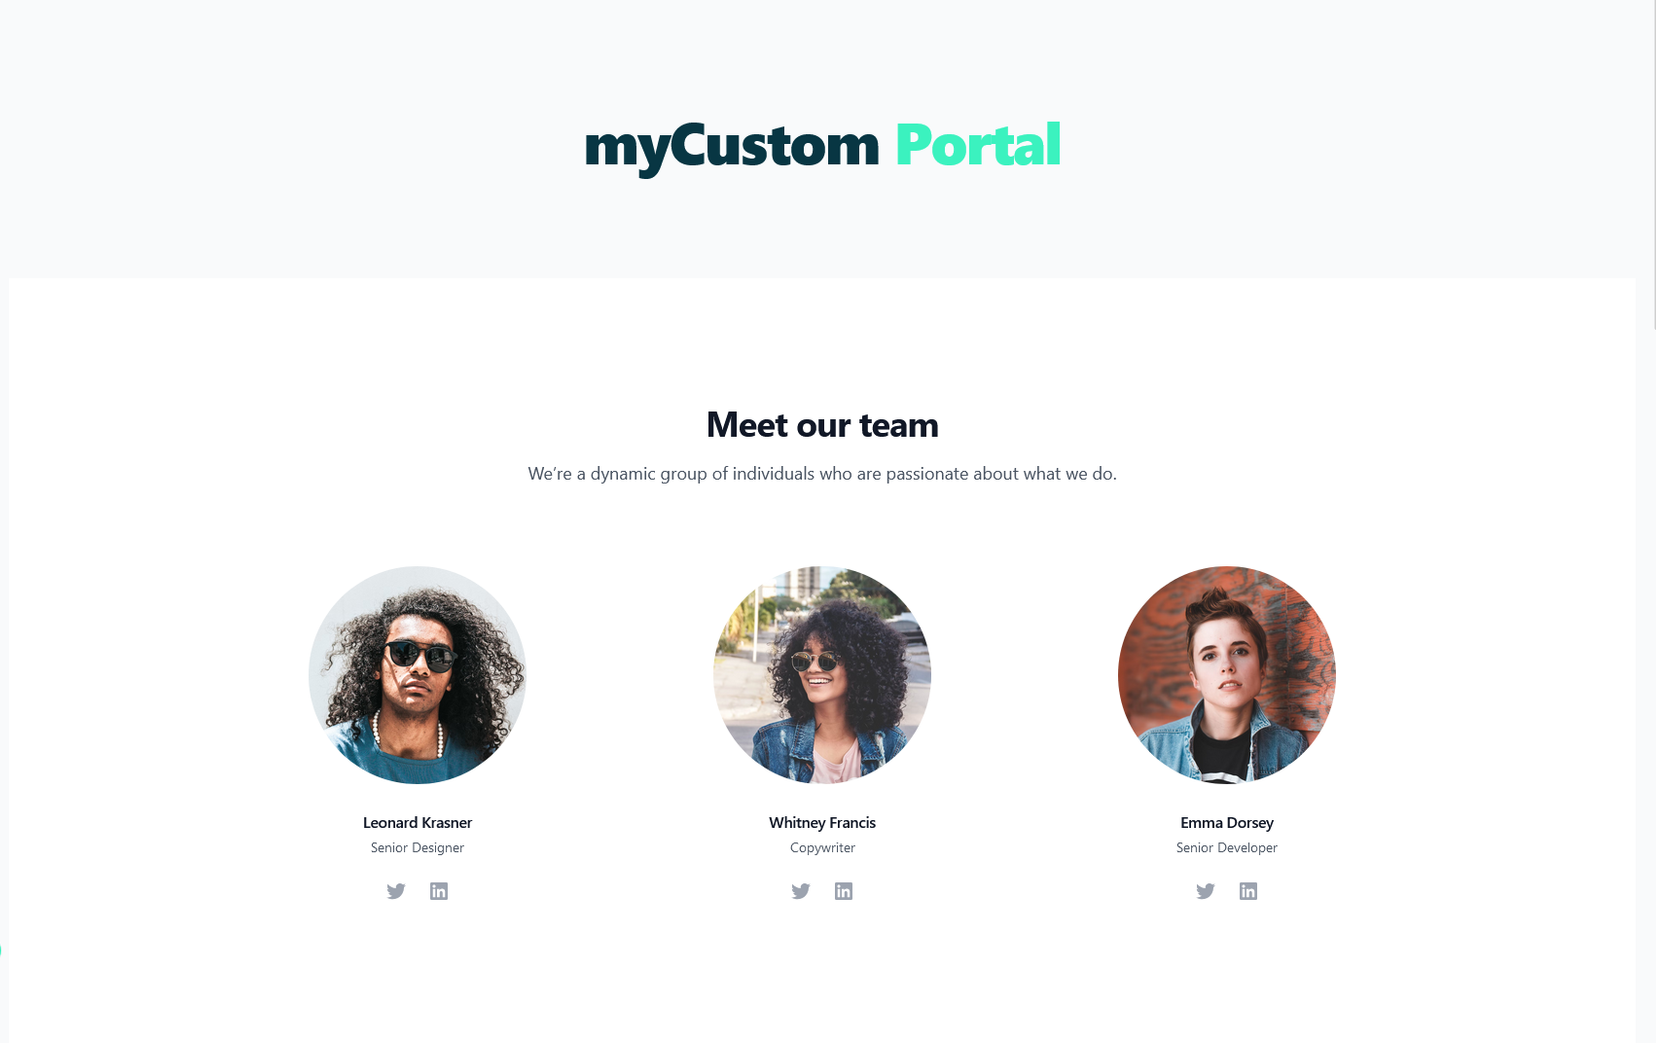 myCustom Portal
Meet our team
We’re a dynamic group of individuals who are passionate about what we do.
Leonard Krasner
Senior Designer
Whitney Francis
Copywriter
Emma Dorsey
Senior Developer